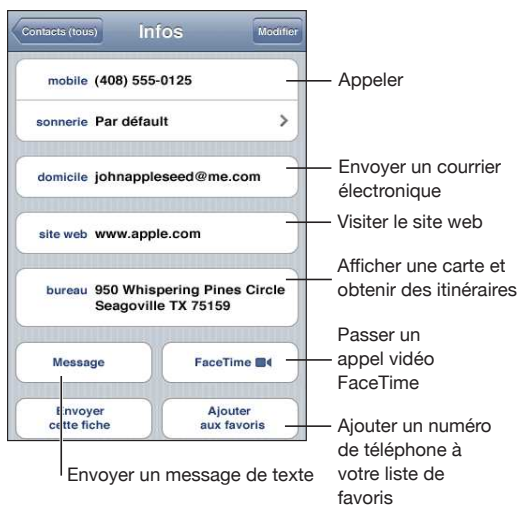 Contacts (tous)
Infos
Modifier
mobile (408) 555-0125
Appeler
sonnerie Par défaut
domicile johnappleseed@me.com
Envoyer un courrier
électronique
site web www.apple.com
Visiter le site web
bureau 950 Whispering Pines Circle
Seagoville TX 75159
Afficher une carte et
obtenir des itinéraires
Message
FaceTime
Passer un
appel vidéo
FaceTime
Envoyer
cette fiche
Ajouter
aux favoris
Ajouter un numéro
de téléphone à
votre liste de
favoris
Envoyer un message de texte